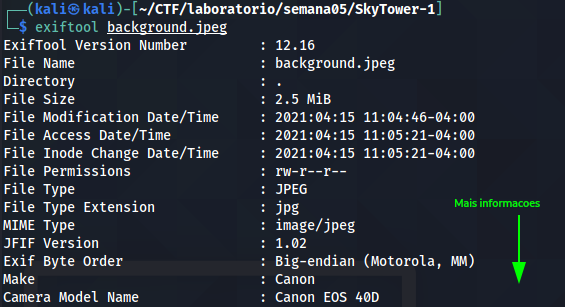 ┌──(kali㉿kali)-[~/CTF/laboratorio/semana05/SkyTower-1]
└─$ exiftool background.jpeg
ExifTool Version Number : 12.16
File Name : background.jpeg
Directory : .
File Size : 2.5 MiB
File Modification Date/Time : 2021:04:15 11:04:46-04:00
File Access Date/Time : 2021:04:15 11:05:21-04:00
File Inode Change Date/Time : 2021:04:15 11:05:21-04:00
File Permissions : rw-r--r--
File Type : JPEG
File Type Extension : jpg
MIME Type : image/jpeg
JFIF Version : 1.02
Exif Byte Order : Big-endian (Motorola, MM)
Make : Canon
Camera Model Name : Canon EOS 40D
Mais informacoes